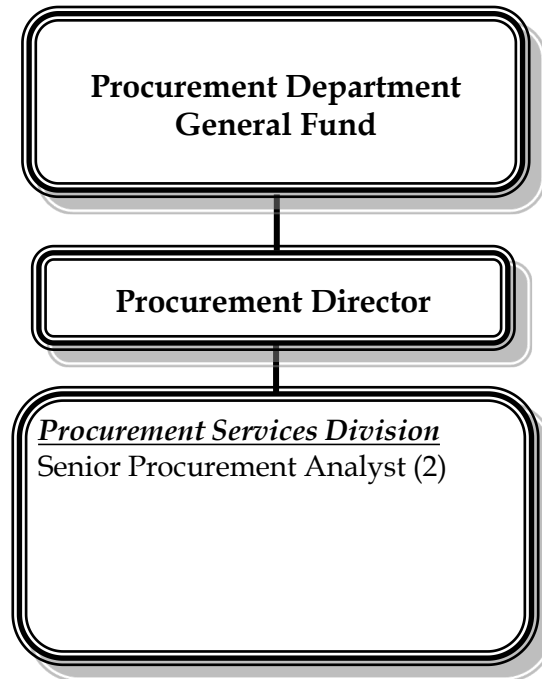 Procurement Department
General Fund
Procurement Director
Procurement Services Division
Senior Procurement Analyst (2)